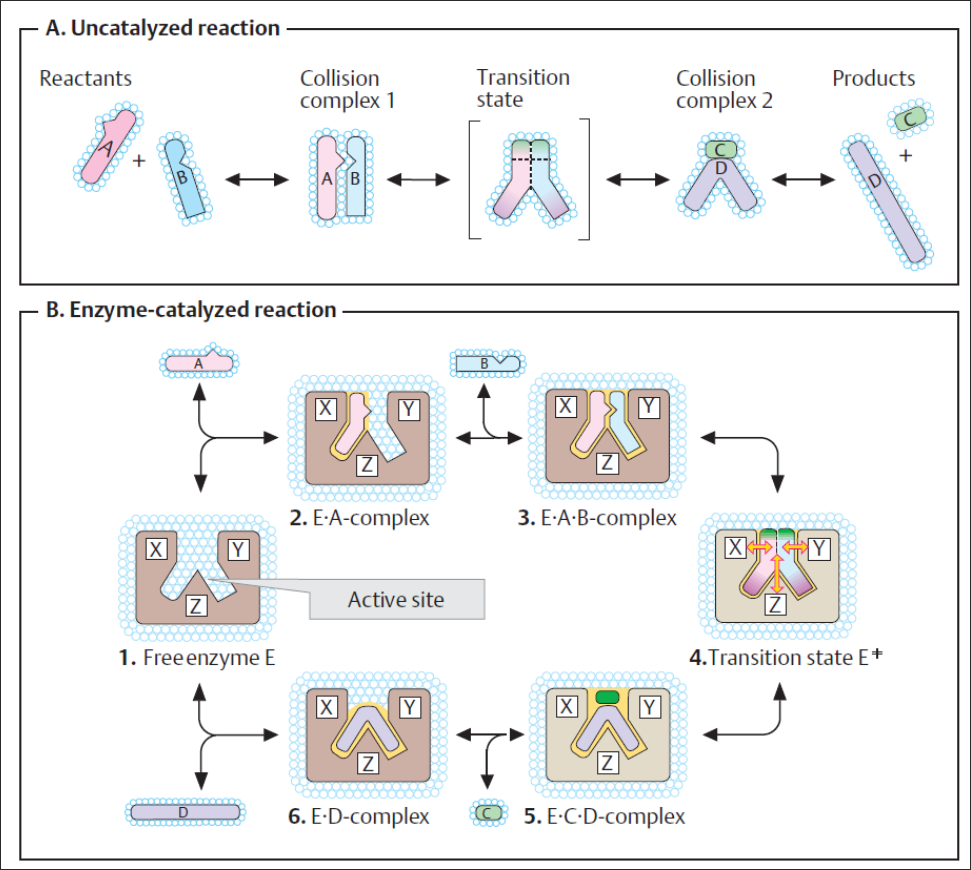 A. Uncatalyzed reaction
Reactants
Collision
complex 1
Transition
state
Collision
complex 2
Products
A
+
B
A
B
C
D
C
+
D
B. Enzyme-catalyzed reaction
A
B
X
Y
Z
2. E·A-complex
X
Y
Z
3. E·A·B-complex
X
Y
Z
1. Free enzyme E
Active site
X
Y
Z
4.Transition state E‡
X
Y
Z
6. E·D-complex
X
Y
Z
5. E·C·D-complex
D
C